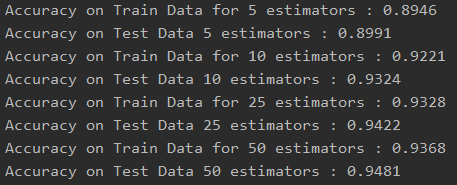 Accuracy on Train Data for 5 estimators : 0.8946
Accuracy on Test Data 5 estimators : 0.8991
Accuracy on Train Data for 10 estimators : 0.9221
Accuracy on Test Data 10 estimators : 0.9324
Accuracy on Train Data for 25 estimators : 0.9328
Accuracy on Test Data 25 estimators : 0.9422
Accuracy on Train Data for 50 estimators : 0.9368
Accuracy on Test Data 50 estimators : 0.9481